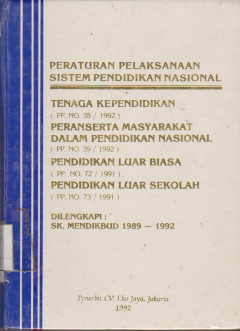 PERATURAN PELAKSANAAN
SISTEM PENDIDIKAN NASIONAL
TENAGA KEPENDIDIKAN
( PP. NO. 38 / 1992 )
PERANSERTA MASYARAKAT
DALAM PENDIDIKAN NASIONAL
( PP. NO. 39 / 1992 )
PENDIDIKAN LUAR BIASA
( PP. NO. 72 / 1991 )
PENDIDIKAN LUAR SEKOLAH
( PP. NO. 73 / 1991 )
DILENGKAPI :
SK. MENDIKBUD 1989 — 1992
Penerbit CV. Eko Jaya, Jakarta
1992